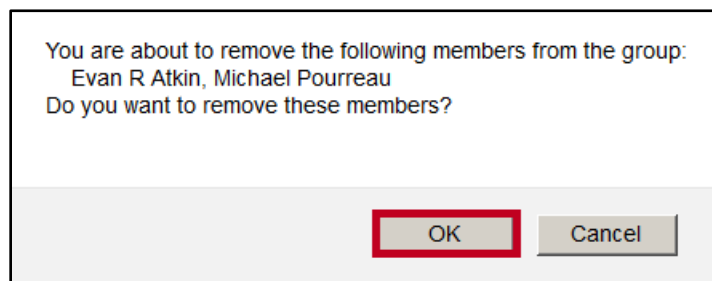 You are about to remove the following members from the group:
Evan R Atkin, Michael Pourreau
Do you want to remove these members?
OK
Cancel